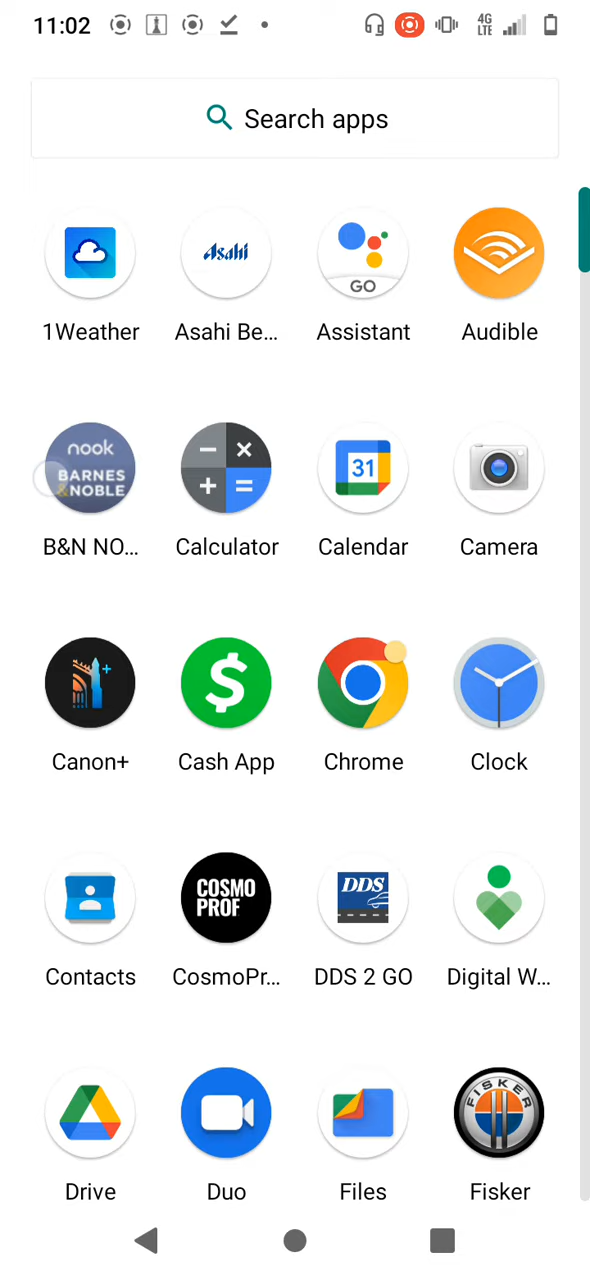 11:02
4G
LTE
Search apps
Asahi
GO
1Weather
Asahi Be...
Assistant
Audible
nook
BARNES
&NOBLE
31
B&N NO...
Calculator
Calendar
Camera
Canon+
Cash App
Chrome
Clock
COSMO
PROF
DDS
Contacts
CosmoPr...
DDS 2 GO
Digital W...
FISKER
Drive
Duo
Files
Fisker